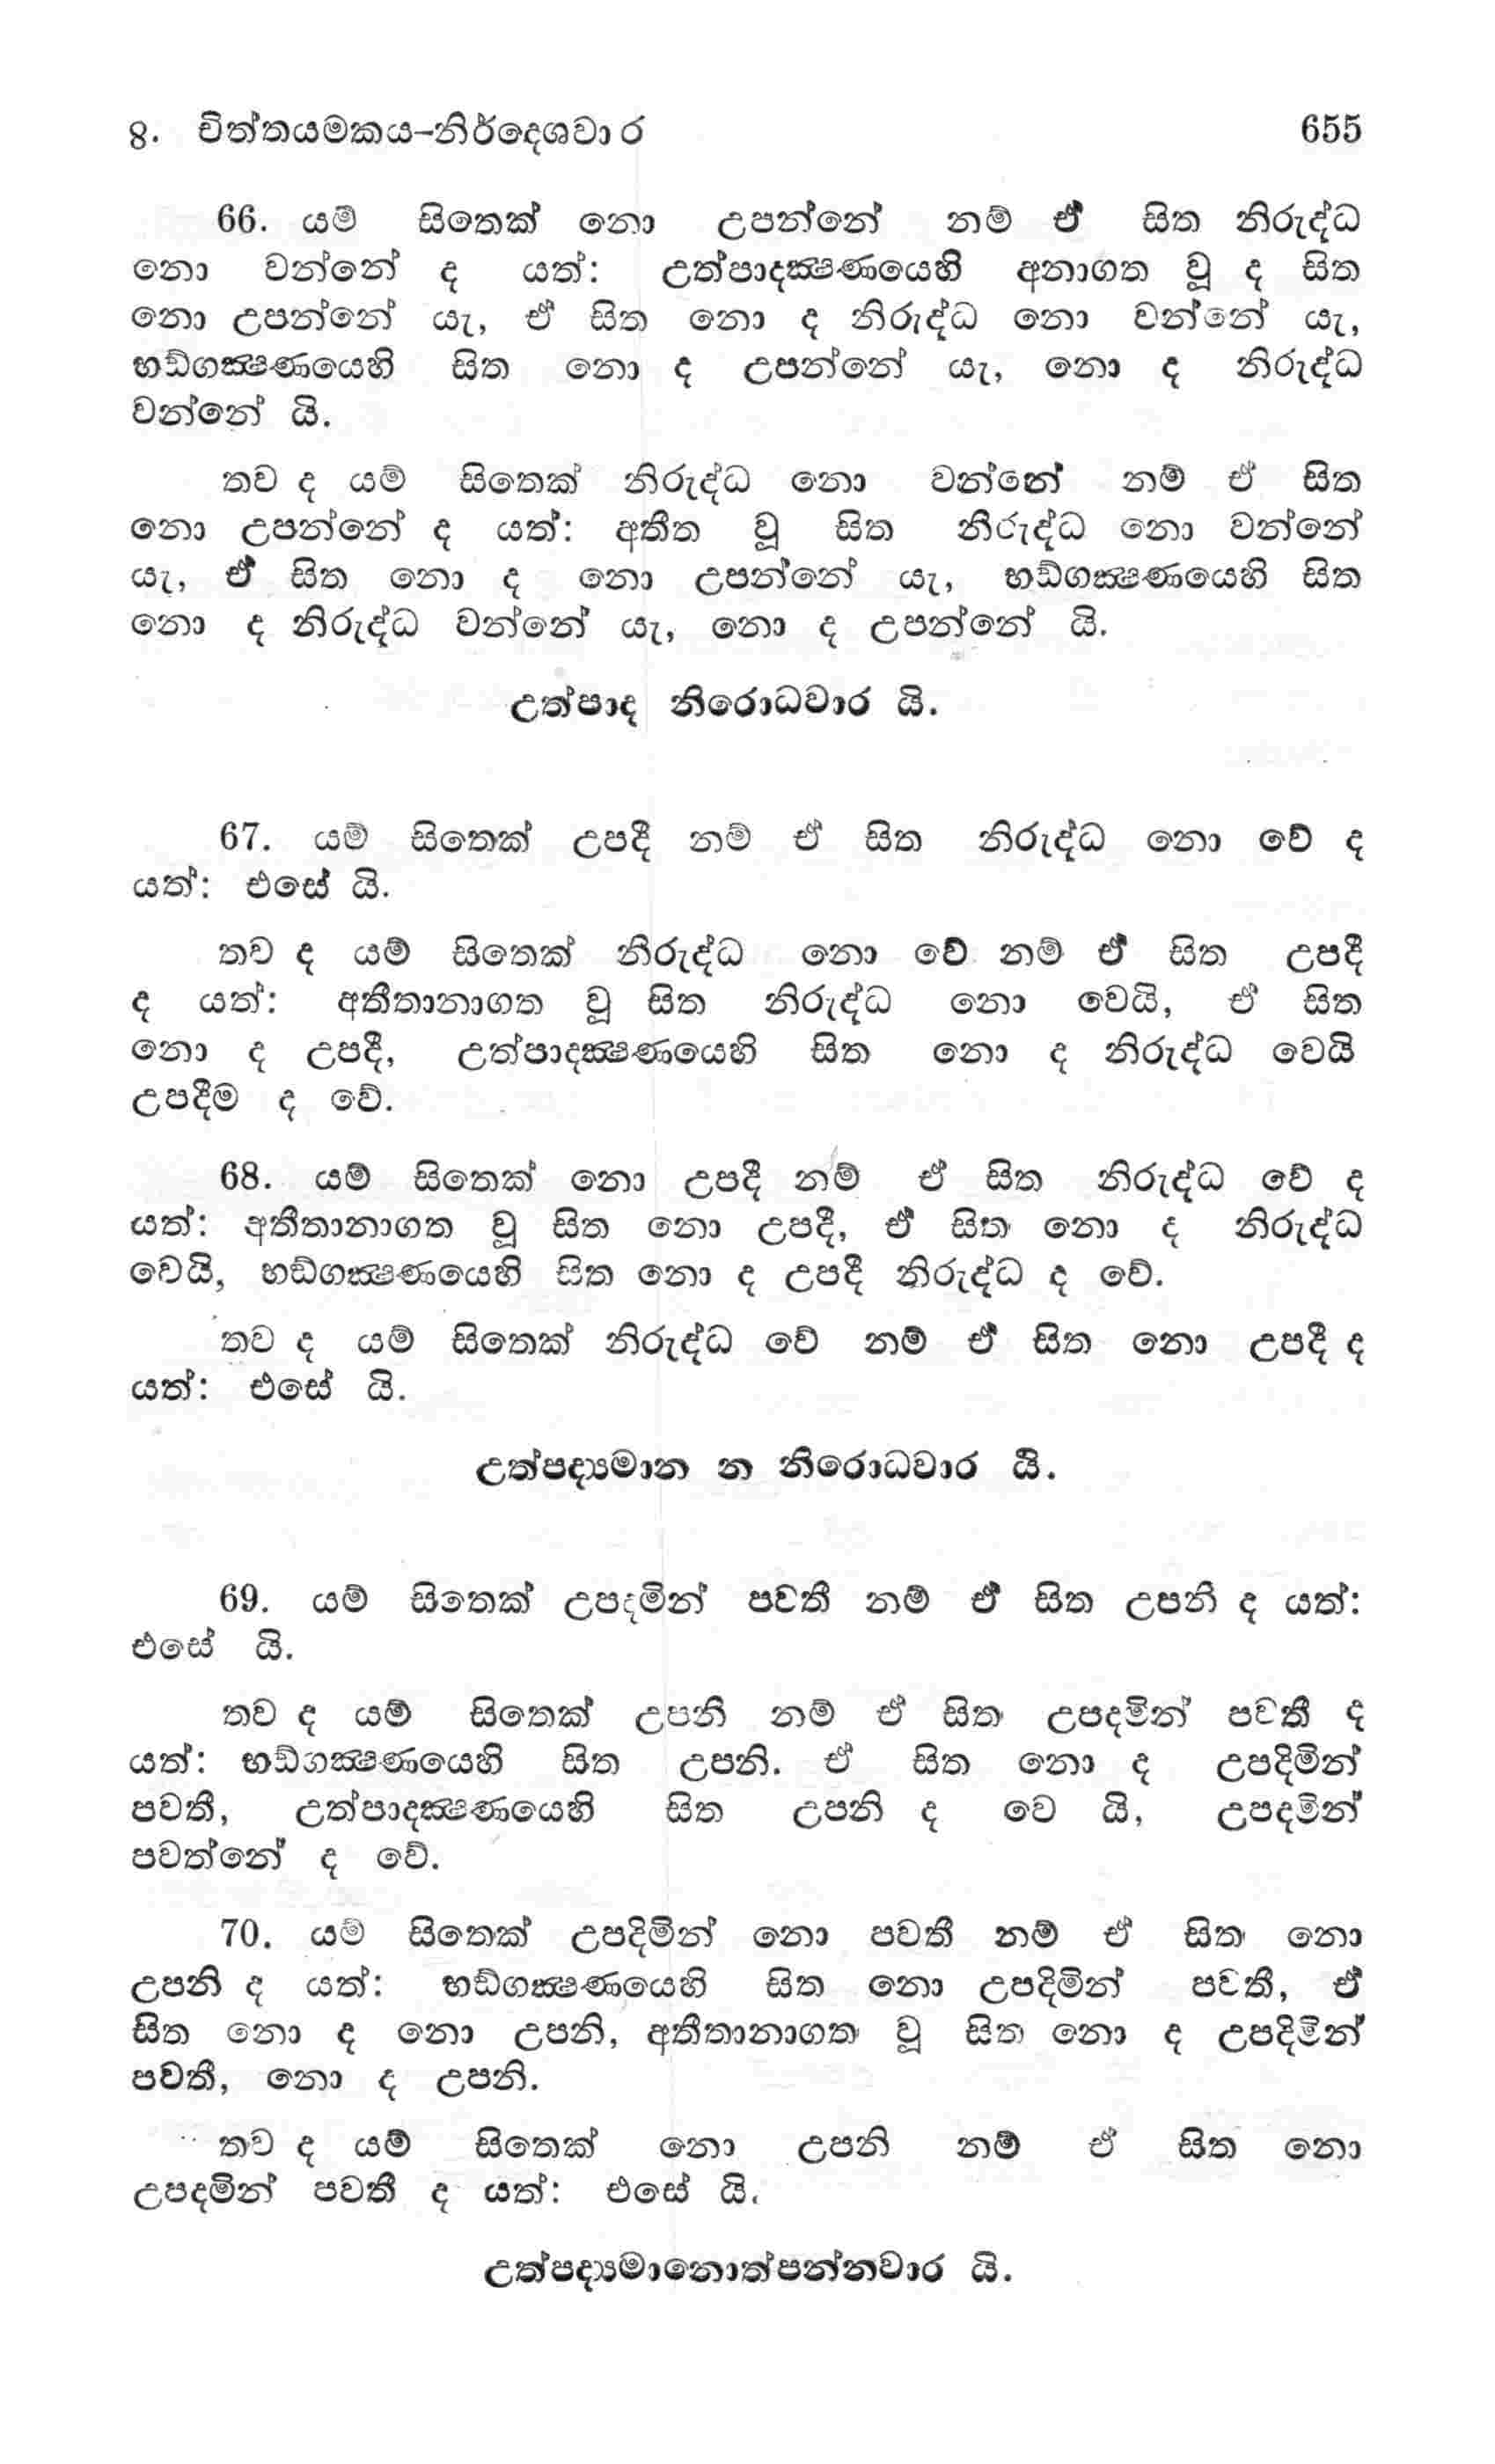 8. චිත්තයමකය-නිර්දෙශවාර 655
66. යම් සිතෙක් නො උපන්නේ නම් ඒ සිත නිරුද්ධ
නො වන්නේ ද යත්: උත්පාදක්‍ෂණයෙහි අනාගත වූ ද සිත
නො උපන්නේ යැ, ඒ සිත නො ද නිරුද්ධ නො වන්නේ යැ,
භඞ්ගක්‍ෂණයෙහි සිත නො ද උපන්නේ යැ, නො ද නිරුද්ධ
වන්නේ යි.
තව ද යම් සිතෙක් නිරුද්ධ නො වන්නේ නම් ඒ සිත
නො උපන්නේ ද යත්: අතීත වූ සිත නිරුද්ධ නො වන්නේ
යැ, ඒ සිත නො ද නො උපන්නේ යැ, භඞ්ගක්‍ෂණයෙහි සිත
නො ද නිරුද්ධ වන්නේ යැ, නො ද උපන්නේ යි.
උත්පාද නිරොධවාර යි.
67. යම් සිතෙක් උපදී නම් ඒ සිත නිරුද්ධ නො වේ ද
යත්: එසේ යි.
තව ද යම් සිතෙක් නිරුද්ධ නො වේ නම් ඒ සිත උපදී
ද යත්: අතීතානාගත වූ සිත නිරුද්ධ නො වෙයි, ඒ සිත
නො ද උපදී, උත්පාදක්‍ෂණයෙහි සිත නො ද නිරුද්ධ වෙයි
උපදීම ද වේ.
68. යම් සිතෙක් නො උපදී නම් ඒ සිත නිරුද්ධ වේ ද
යත්: අතීතානාගත වූ සිත නො උපදී, ඒ සිත නො ද නිරුද්ධ
වෙයි, භඞ්ගක්‍ෂණයෙහි සිත නො ද උපදී නිරුද්ධ ද වේ.
තව ද යම් සිතෙක් නිරුද්ධ වේ නම් ඒ සිත නො උපදී ද
යත්: එසේ යි.
උත්පද්‍යමාන න නිරොධවාර යි.
69. යම් සිතෙක් උපදමින් පවතී නම් ඒ සිත උපනි ද යත්:
එසේ යි.
තව ද යම් සිතෙක් උපනි නම් ඒ සිත උපදමින් පවතී ද
යත්: භඞ්ගක්‍ෂණයෙහි සිත උපනි. ඒ සිත නො ද උපදිමින්
පවතී, උත්පාදක්‍ෂණයෙහි සිත උපනි ද වෙ යි, උපදමින්
පවත්නේ ද වේ.
70. යම් සිතෙක් උපදිමින් නො පවතී නම් ඒ සිත නො
උපනි ද යත්: භඞ්ගක්‍ෂණයෙහි සිත නො උපදිමින් පවතී, ඒ
සිත නො ද නො උපනි, අතීතානාගත වූ සිත නො ද උපදිමින්
පවතී, නො ද උපනි.
තව ද යම් සිතෙක් නො උපනි නම් ඒ සිත නො
උපදමින් පවතී ද යත්: එසේ යි.
උත්පද්‍යමානොත්පන්නවාර යි.